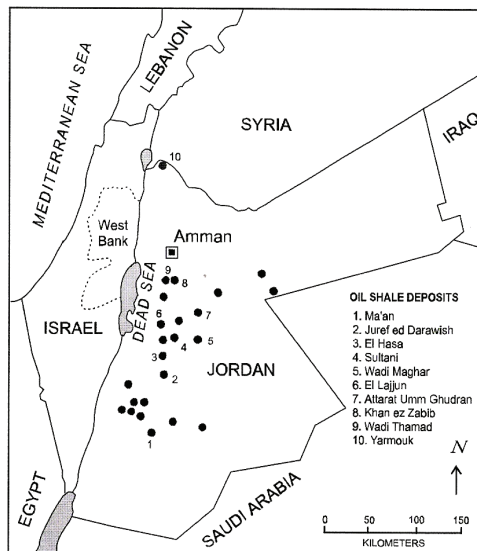 MEDITERRANEAN SEA
LEBANON
SYRIA
IRAQ
10
West
Bank
Amman
9
8
DEAD SEA
ISRAEL
6
7
4
5
3
2
1
JORDAN
EGYPT
SAUDI ARABIA
OIL SHALE DEPOSITS
1. Ma'an
2. Juref ed Darawish
3. El Hasa
4. Sultani
5. Wadi Maghar
6. El Lajjun
7. Attarat Umm Ghudran
8. Khan ez Zabib
9. Wadi Thamad
10. Yarmouk
N
0 50 100 150
KILOMETERS